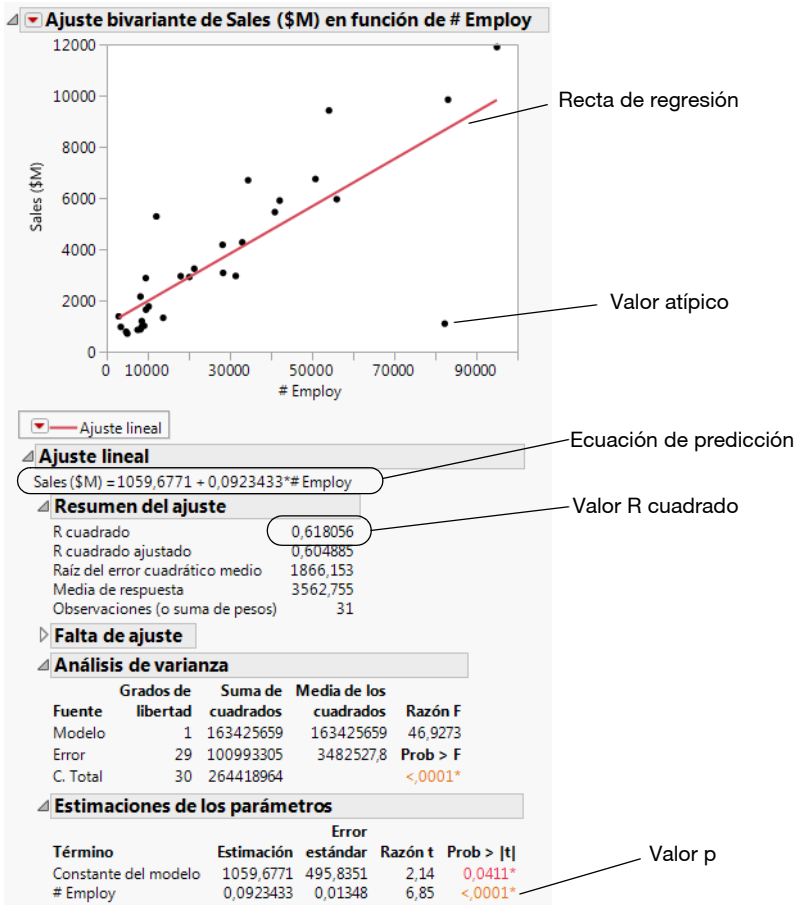 Ajuste bivariante de Sales ($M) en función de # Employ
12000
10000
8000
6000
4000
2000
0
Sales ($M)
0 10000 30000 50000 70000 90000
# Employ
Recta de regresión
Valor atípico
Ajuste lineal
Ajuste lineal
Ecuación de predicción
Sales ($M) = 1059,6771 + 0,0923433*# Employ
Resumen del ajuste
Valor R cuadrado
R cuadrado 0,618056
R cuadrado ajustado 0,604885
Raíz del error cuadrático medio 1866,153
Media de respuesta 3562,755
Observaciones (o suma de pesos) 31
Falta de ajuste
Análisis de varianza
Grados de Suma de Media de los
Fuente libertad cuadrados cuadrados Razón F
Modelo 1 163425659 163425659 46,9273
Error 29 100993305 3482527,8 Prob > F
C. Total 30 264418964 <,0001*
Estimaciones de los parámetros
Error
Término Estimación estándar Razón t Prob > |t|
Constante del modelo 1059,6771 495,8351 2,14 0,0411*
# Employ 0,0923433 0,01348 6,85 <,0001*
Valor p